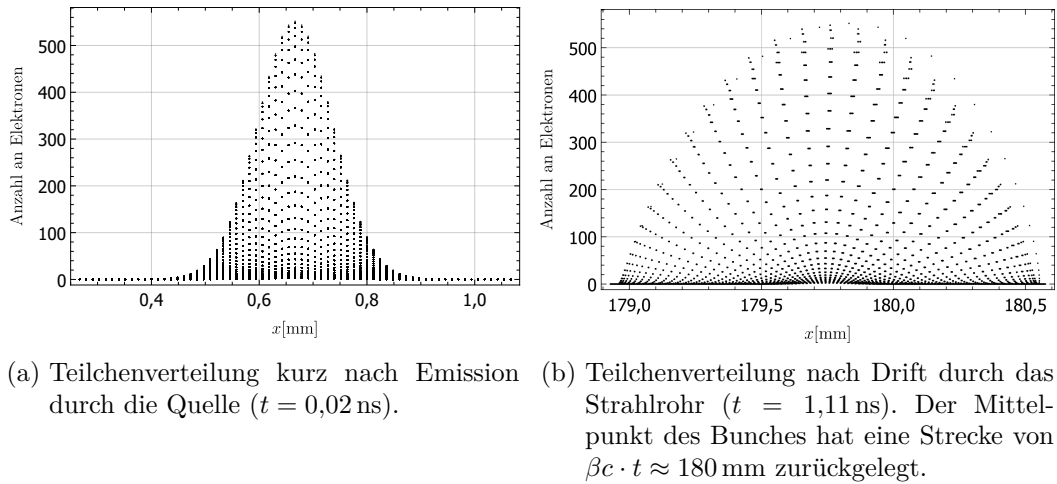 500
400
300
200
100
0
Anzahl an Elektronen
0,4 0,6 0,8 1,0
x[mm]
500
400
300
200
100
0
Anzahl an Elektronen
179,0 179,5 180,0 180,5
x[mm]
(a) Teilchenverteilung kurz nach Emission
durch die Quelle (t = 0,02 ns).
(b) Teilchenverteilung nach Drift durch das
Strahlrohr (t = 1,11 ns). Der Mittel-
punkt des Bunches hat eine Strecke von
βc · t ≈ 180 mm zurückgelegt.